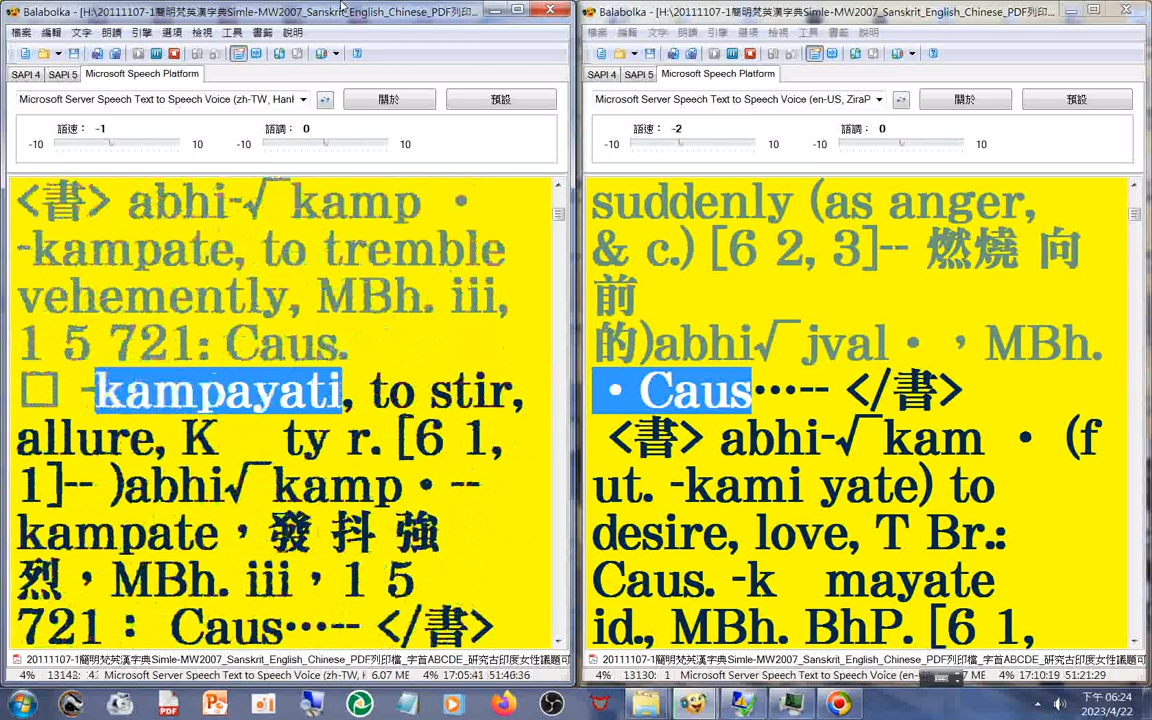 Balabolka - [H:\20111107-1簡明梵英漢字典Simle-MW2007_Sanskrit_English_Chinese_PDF列印...
檔案 編輯 文字 朗讀 引擎 選項 檢視 工具 書籤 說明
SAPI 4 SAPI 5 Microsoft Speech Platform
Microsoft Server Speech Text to Speech Voice (zh-TW, HanH
關於 預設
語速： -1 語調： 0
-10 10 -10 10
<書> abhi-√kamp •
-kampate, to tremble
vehemently, MBh. iii,
1 5 721: Caus.
□ -kampayati, to stir,
allure, K ty r. [6 1,
1]-- )abhi√kamp•--
kampate，發 抖 強
烈，MBh. iii，1 5
721： Caus…-- </書>
20111107-1簡明梵英漢字典Simle-MW2007_Sanskrit_English_Chinese_PDF列印檔_字首ABCDE_研究古印度女性議題可
4% Microsoft Server Speech Text to Speech Voice (zh-TW, 6.07 MB 4% 17:05:41 51:46:36
Balabolka - [H:\20111107-1簡明梵英漢字典Simle-MW2007_Sanskrit_English_Chinese_PDF列印...
檔案 編輯 文字 朗讀 引擎 選項 檢視 工具 書籤 說明
SAPI 4 SAPI 5 Microsoft Speech Platform
Microsoft Server Speech Text to Speech Voice (en-US, ZiraP
關於 預設
語速： -2 語調： 0
-10 10 -10 10
suddenly (as anger,
& c.) [6 2, 3]-- 燃燒 向
前
的)abhi√jval•，MBh.
•Caus…-- </書>
<書> abhi-√kam • (f
ut. -kami yate) to
desire, love, T Br.:
Caus. -k mayate
id., MBh. BhP. [6 1,
20111107-1簡明梵英漢字典Simle-MW2007_Sanskrit_English_Chinese_PDF列印檔_字首ABCDE_研究古印度女性議題可
4% 13130: 1 Microsoft Server Speech Text to Speech Voice (en-US, 4% 17:10:19 51:21:29
下午 06:24
2023/4/22